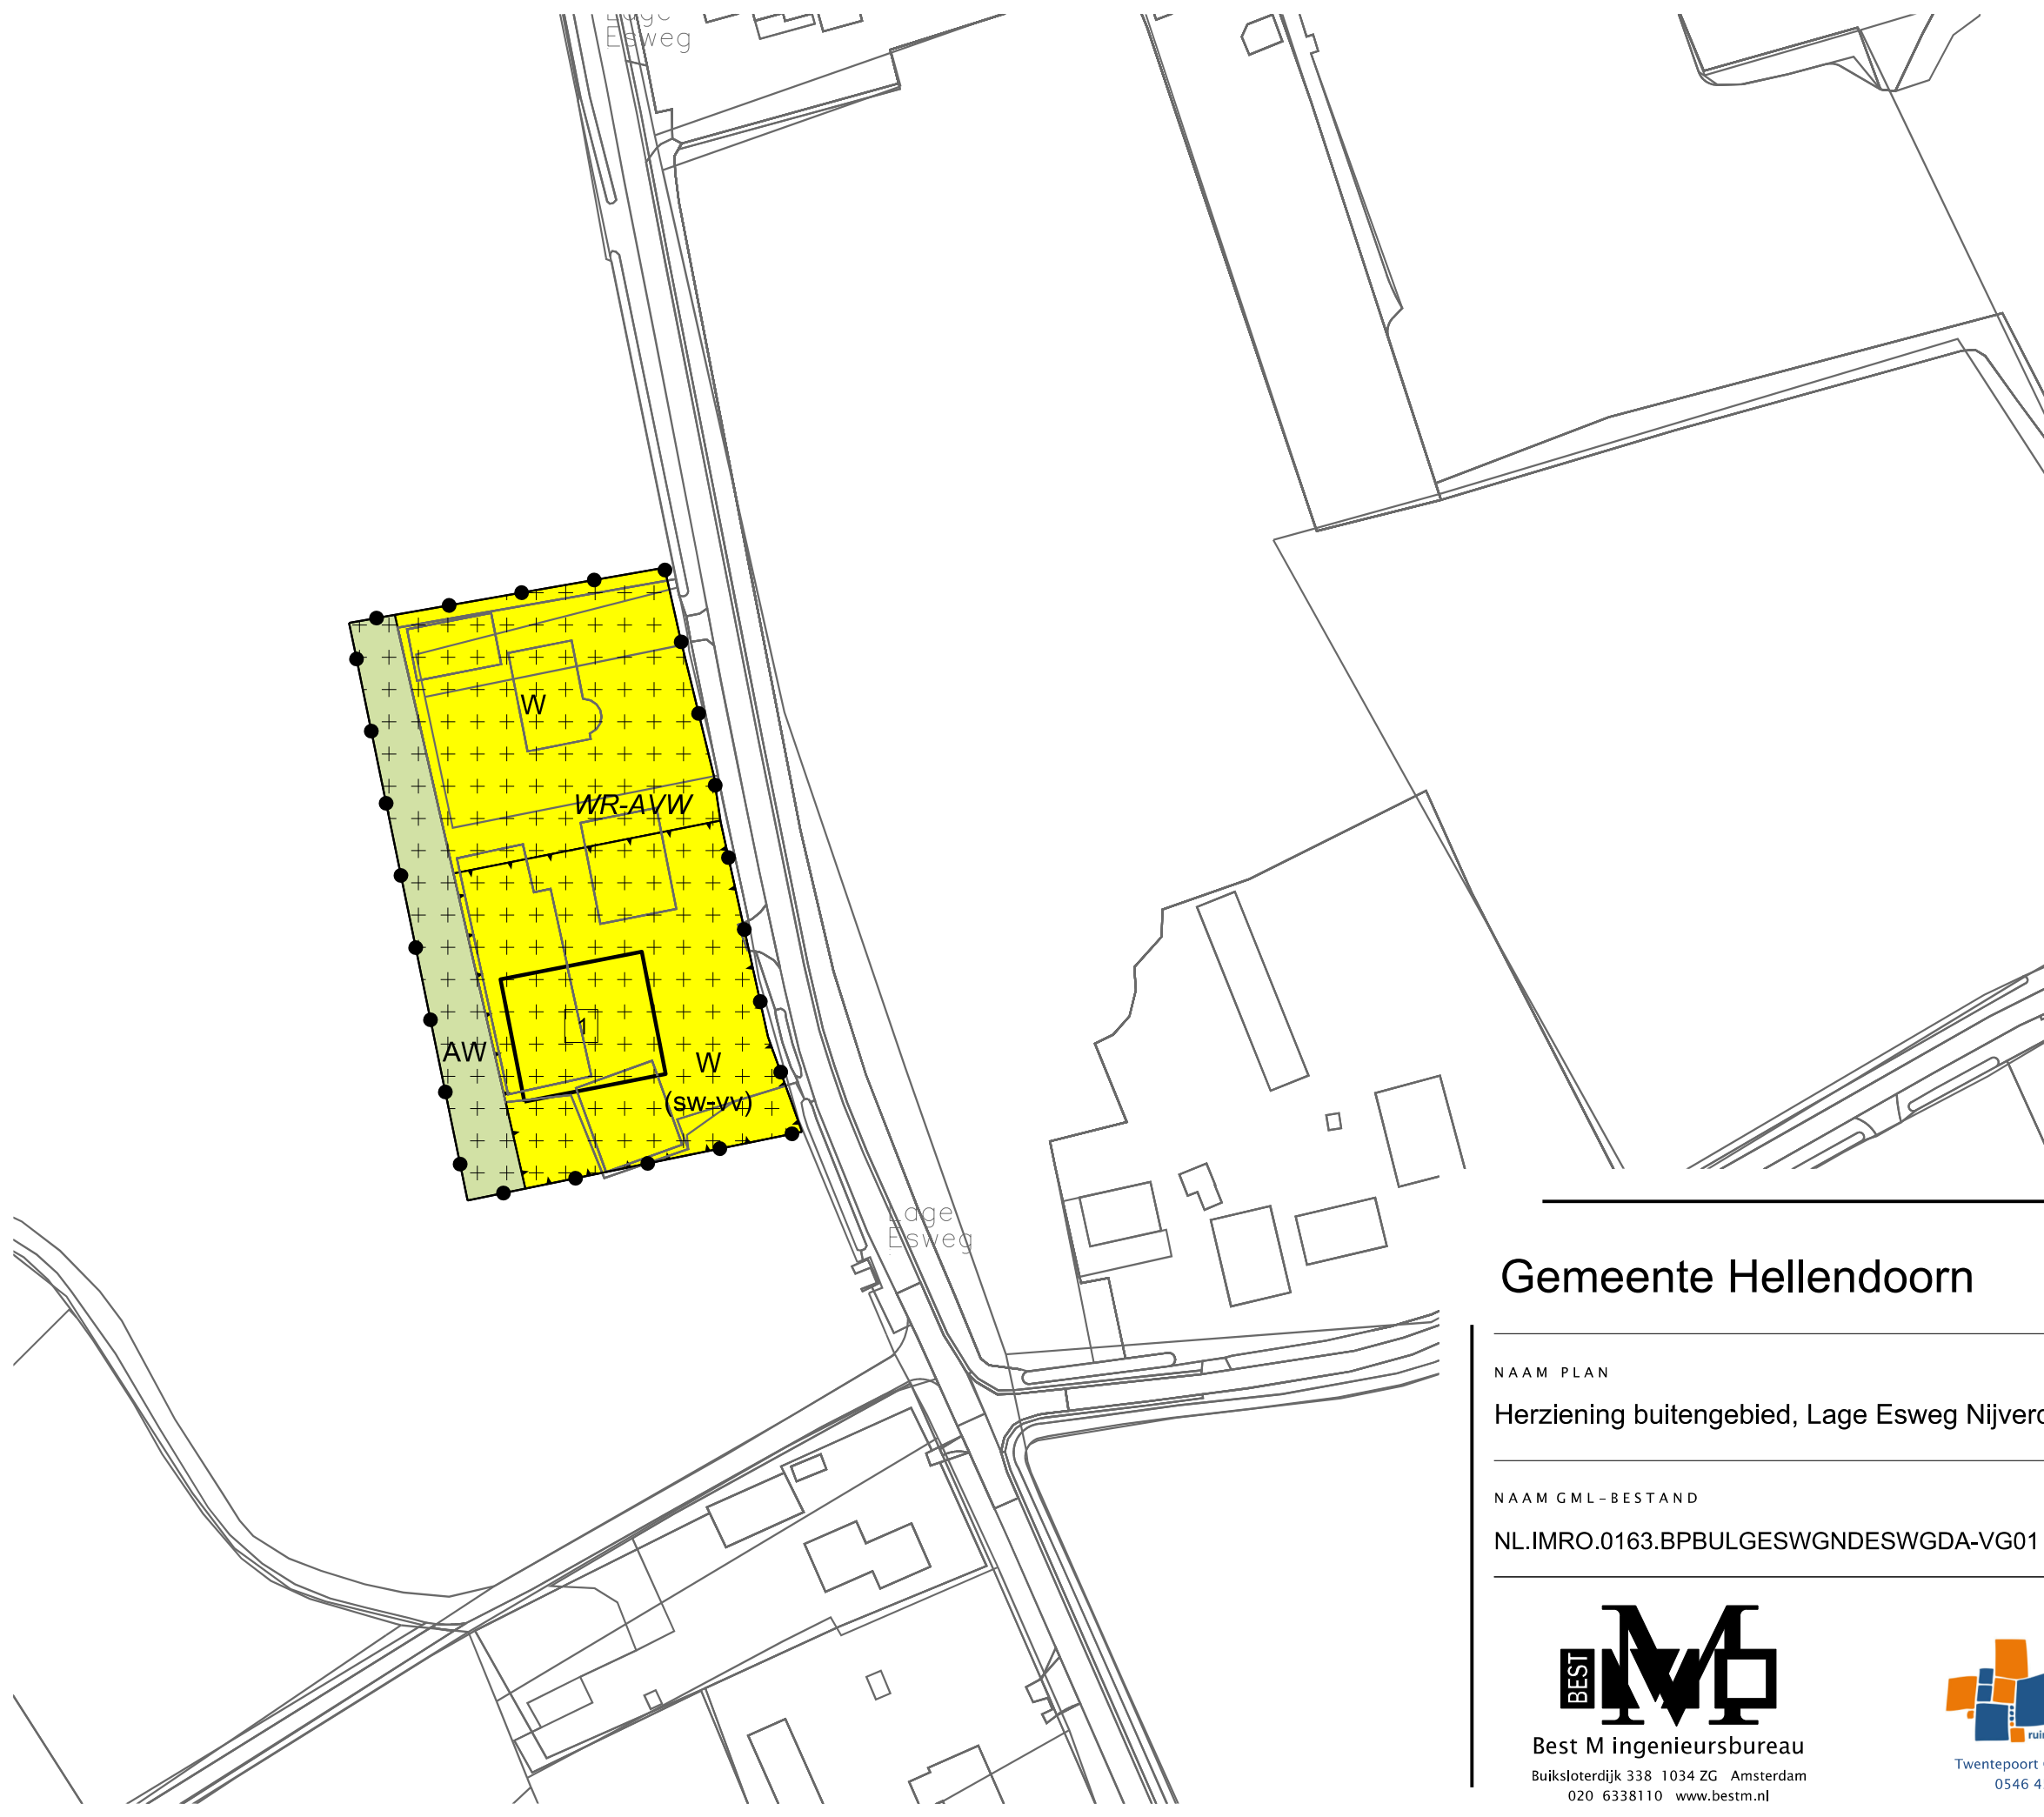 Esweg
W
WR-AVW
1
AW
W
(sw-vv)
Lage
Esweg
Gemeente Hellendoorn
NAAM PLAN
Herziening buitengebied, Lage Esweg
NAAM GML-BESTAND
NL.IMRO.0163.BPBULGESWGNDESWGDA-VG01
BEST
M
Best M ingenieursbureau
Buiksloterdijk 338 1034 ZG Amsterdam
020 6338110 www.bestm.nl
Twentepoort
0546 4